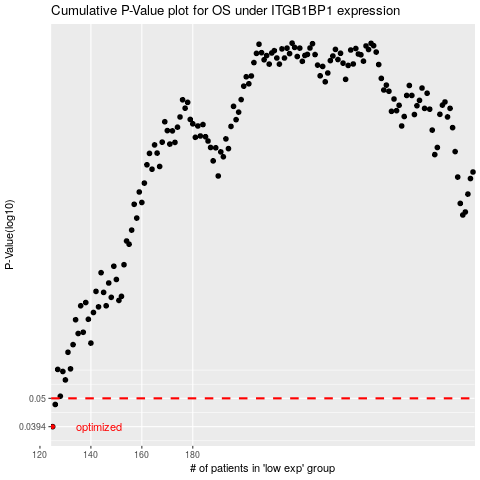 Cumulative P-Value plot for OS under ITGB1BP1 expression
P-Value(log10)
0.05
0.0394
optimized
120 140 160 180
# of patients in 'low exp' group